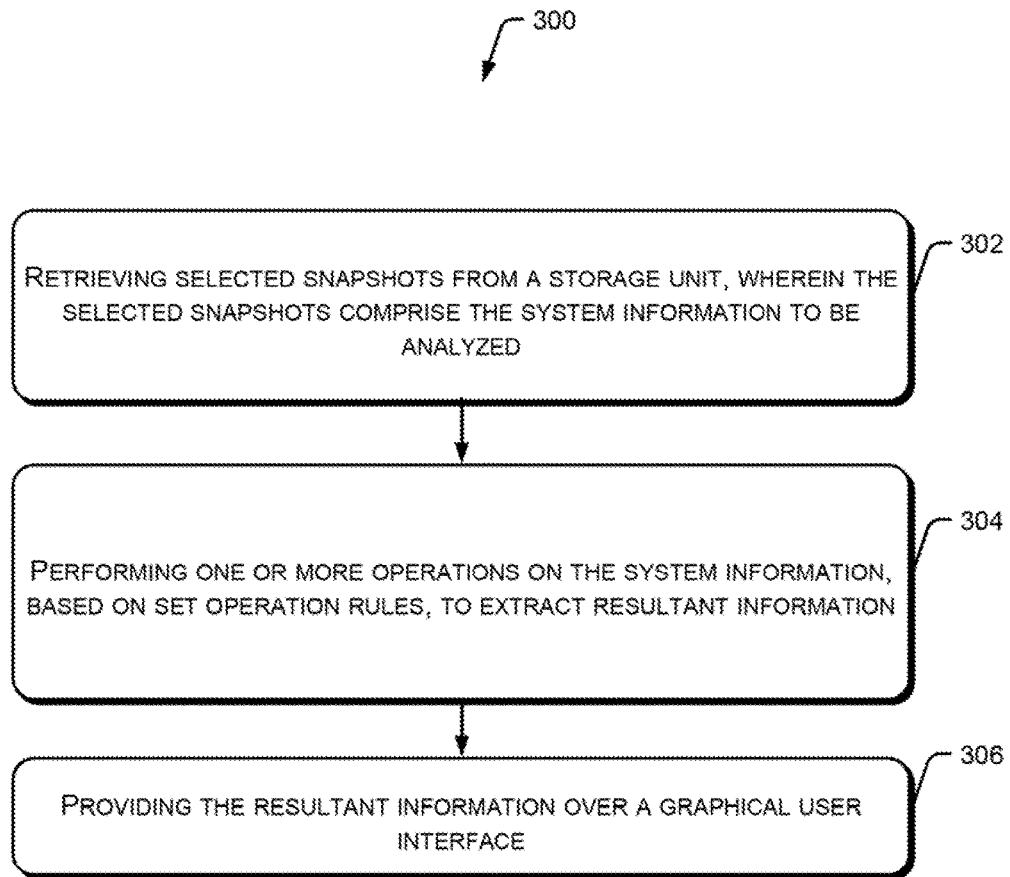 300
302
RETRIEVING SELECTED SNAPSHOTS FROM A STORAGE UNIT, WHEREIN THE
SELECTED SNAPSHOTS COMPRISE THE SYSTEM INFORMATION TO BE
ANALYZED
304
PERFORMING ONE OR MORE OPERATIONS ON THE SYSTEM INFORMATION,
BASED ON SET OPERATION RULES, TO EXTRACT RESULTANT INFORMATION
306
PROVIDING THE RESULTANT INFORMATION OVER A GRAPHICAL USER
INTERFACE